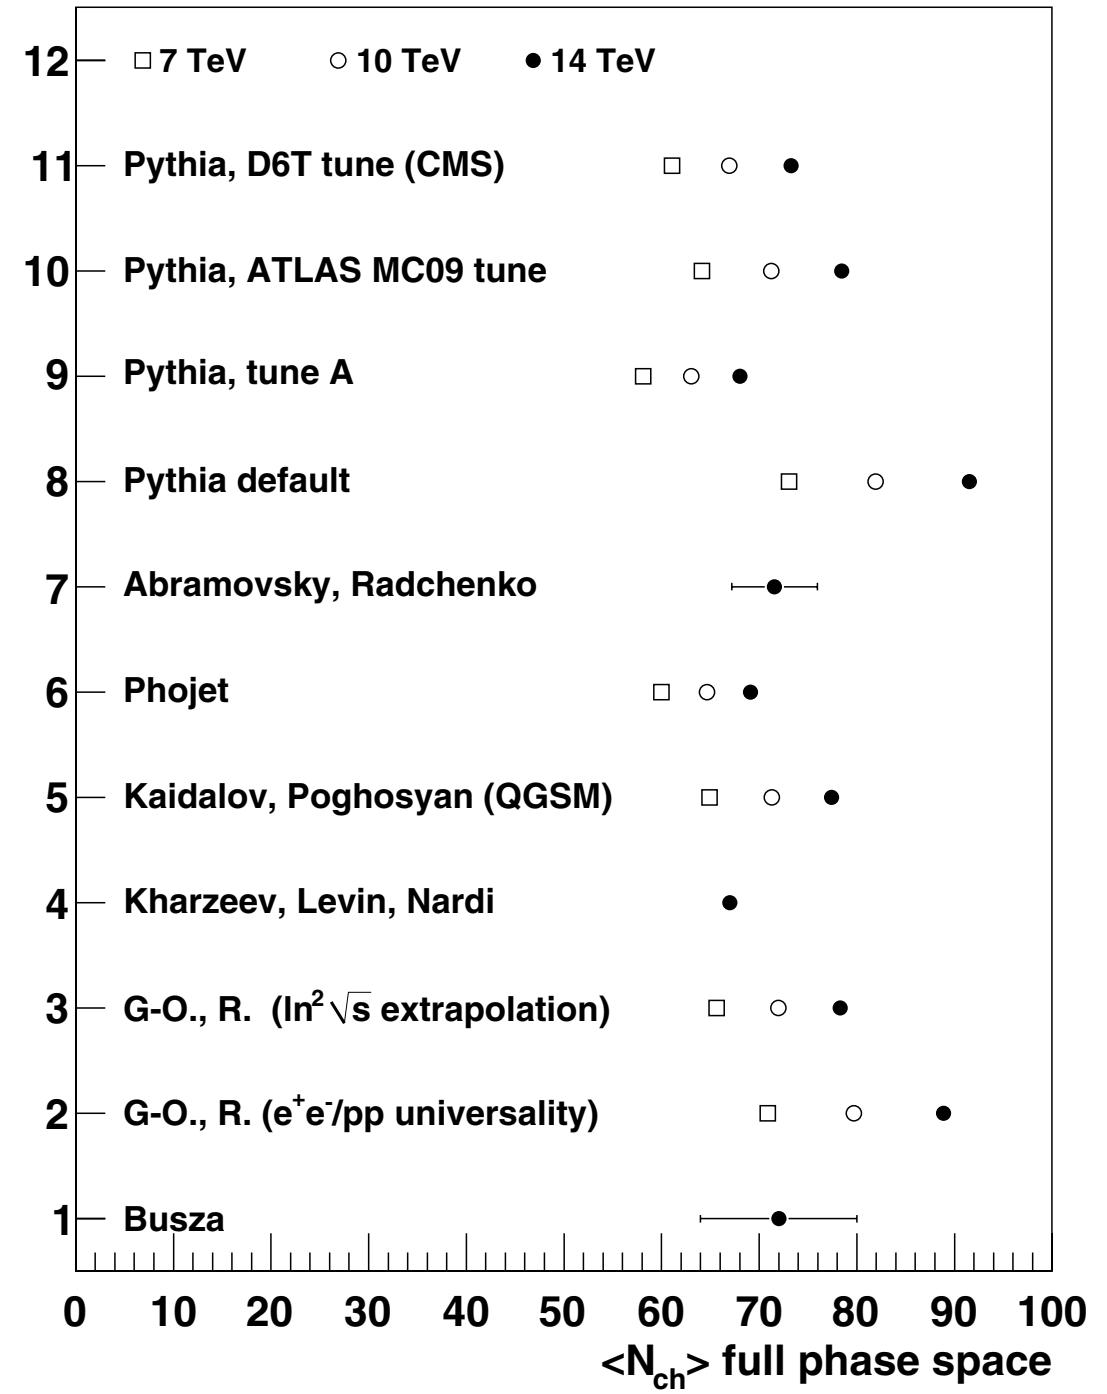 12 7 TeV 10 TeV 14 TeV
11 Pythia, D6T tune (CMS)
10 Pythia, ATLAS MC09 tune
9 Pythia, tune A
8 Pythia default
7 Abramovsky, Radchenko
6 Phojet
5 Kaidalov, Poghosyan (QGSM)
4 Kharzeev, Levin, Nardi
3 G-O., R. (ln² √s extrapolation)
2 G-O., R. (e⁺e⁻/pp universality)
1 Busza
0 10 20 30 40 50 60 70 80 90 100
<N_ch> full phase space